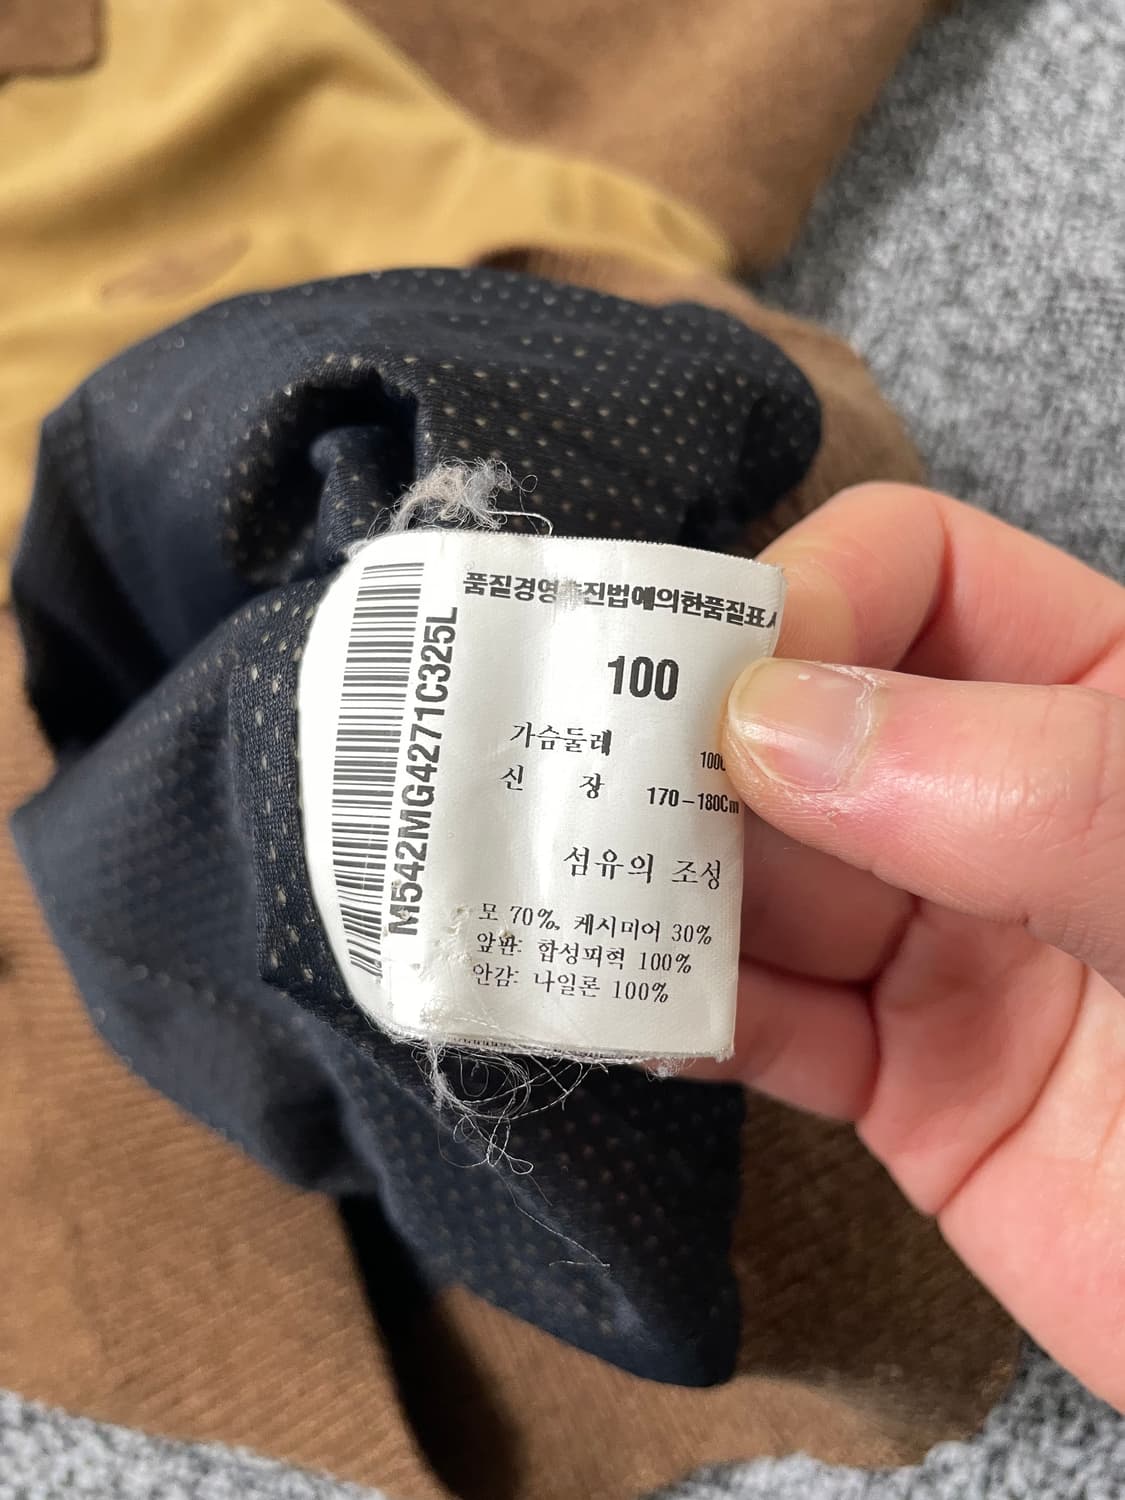 품질경영촉진법에의한품질표
100
가슴둘레 100
신 장 170-180Cm
섬유의 조성
모 70%, 케시미어 30%
앞판: 합성피혁 100%
안감: 나일론 100%
M542MG4271C325L